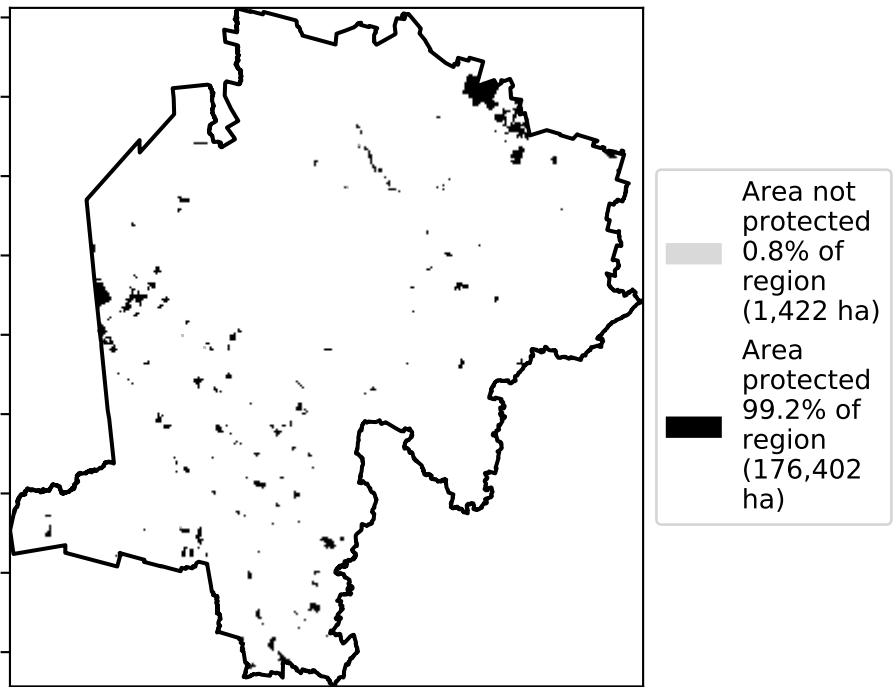 Area not
protected
0.8% of
region
(1,422 ha)
Area
protected
99.2% of
region
(176,402
ha)